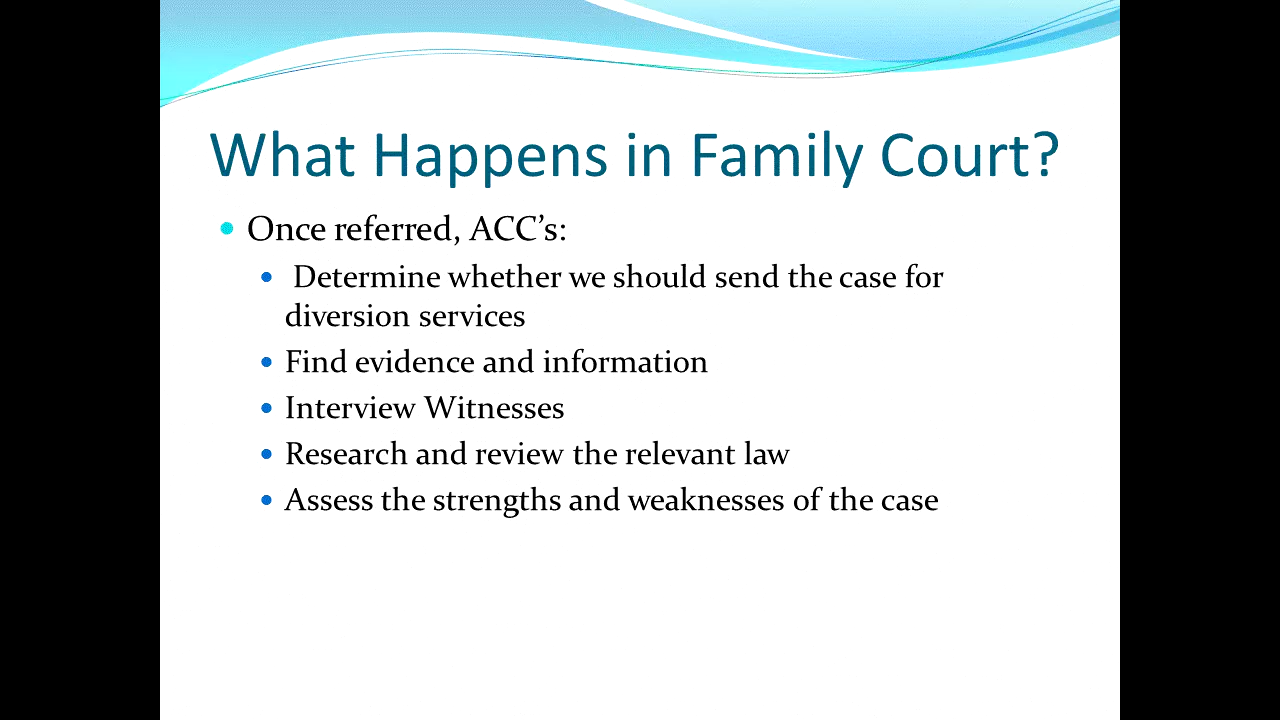 What Happens in Family Court?
Once referred, ACC’s:
Determine whether we should send the case for
diversion services
Find evidence and information
Interview Witnesses
Research and review the relevant law
Assess the strengths and weaknesses of the case